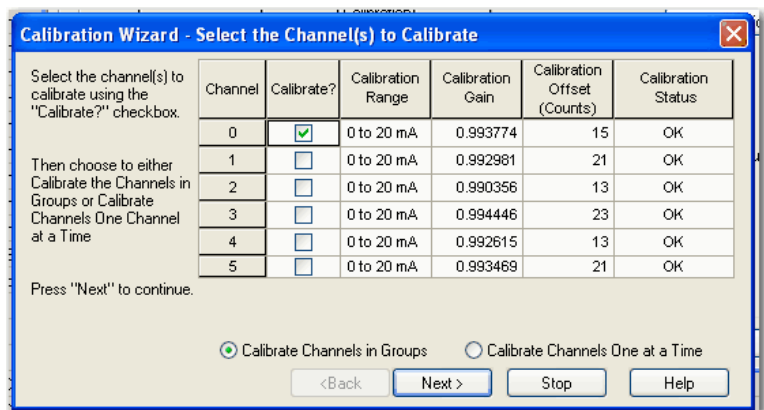 Calibration Wizard - Select the Channel(s) to Calibrate
Select the channel(s) to
calibrate using the
"Calibrate?" checkbox.
Then choose to either
Calibrate the Channels in
Groups or Calibrate
Channels One Channel
at a Time
Press "Next" to continue.
Channel Calibrate? Calibration Range Calibration Gain Calibration Offset (Counts) Calibration Status
0 0 to 20 mA 0.993774 15 OK
1 0 to 20 mA 0.992981 21 OK
2 0 to 20 mA 0.990356 13 OK
3 0 to 20 mA 0.994446 23 OK
4 0 to 20 mA 0.992615 13 OK
5 0 to 20 mA 0.993469 21 OK
Calibrate Channels in Groups Calibrate Channels One at a Time
<Back Next > Stop Help